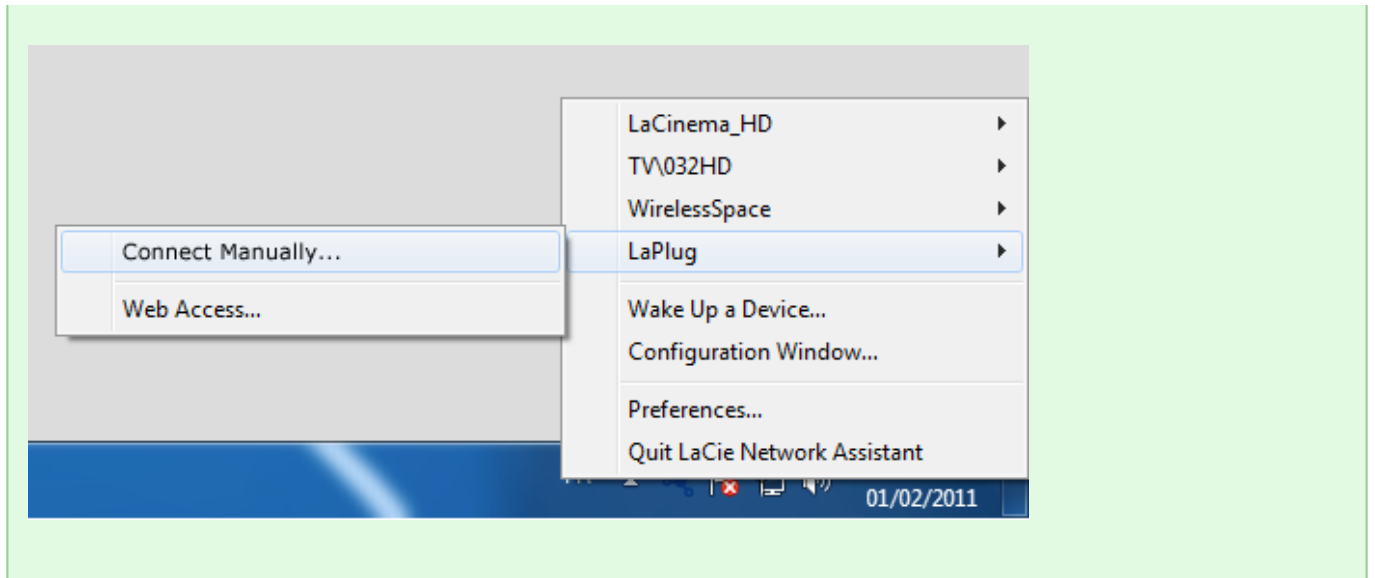 LaCinema_HD
TV\032HD
WirelessSpace
LaPlug
Connect Manually...
Web Access...
Wake Up a Device...
Configuration Window...
Preferences...
Quit LaCie Network Assistant
01/02/2011